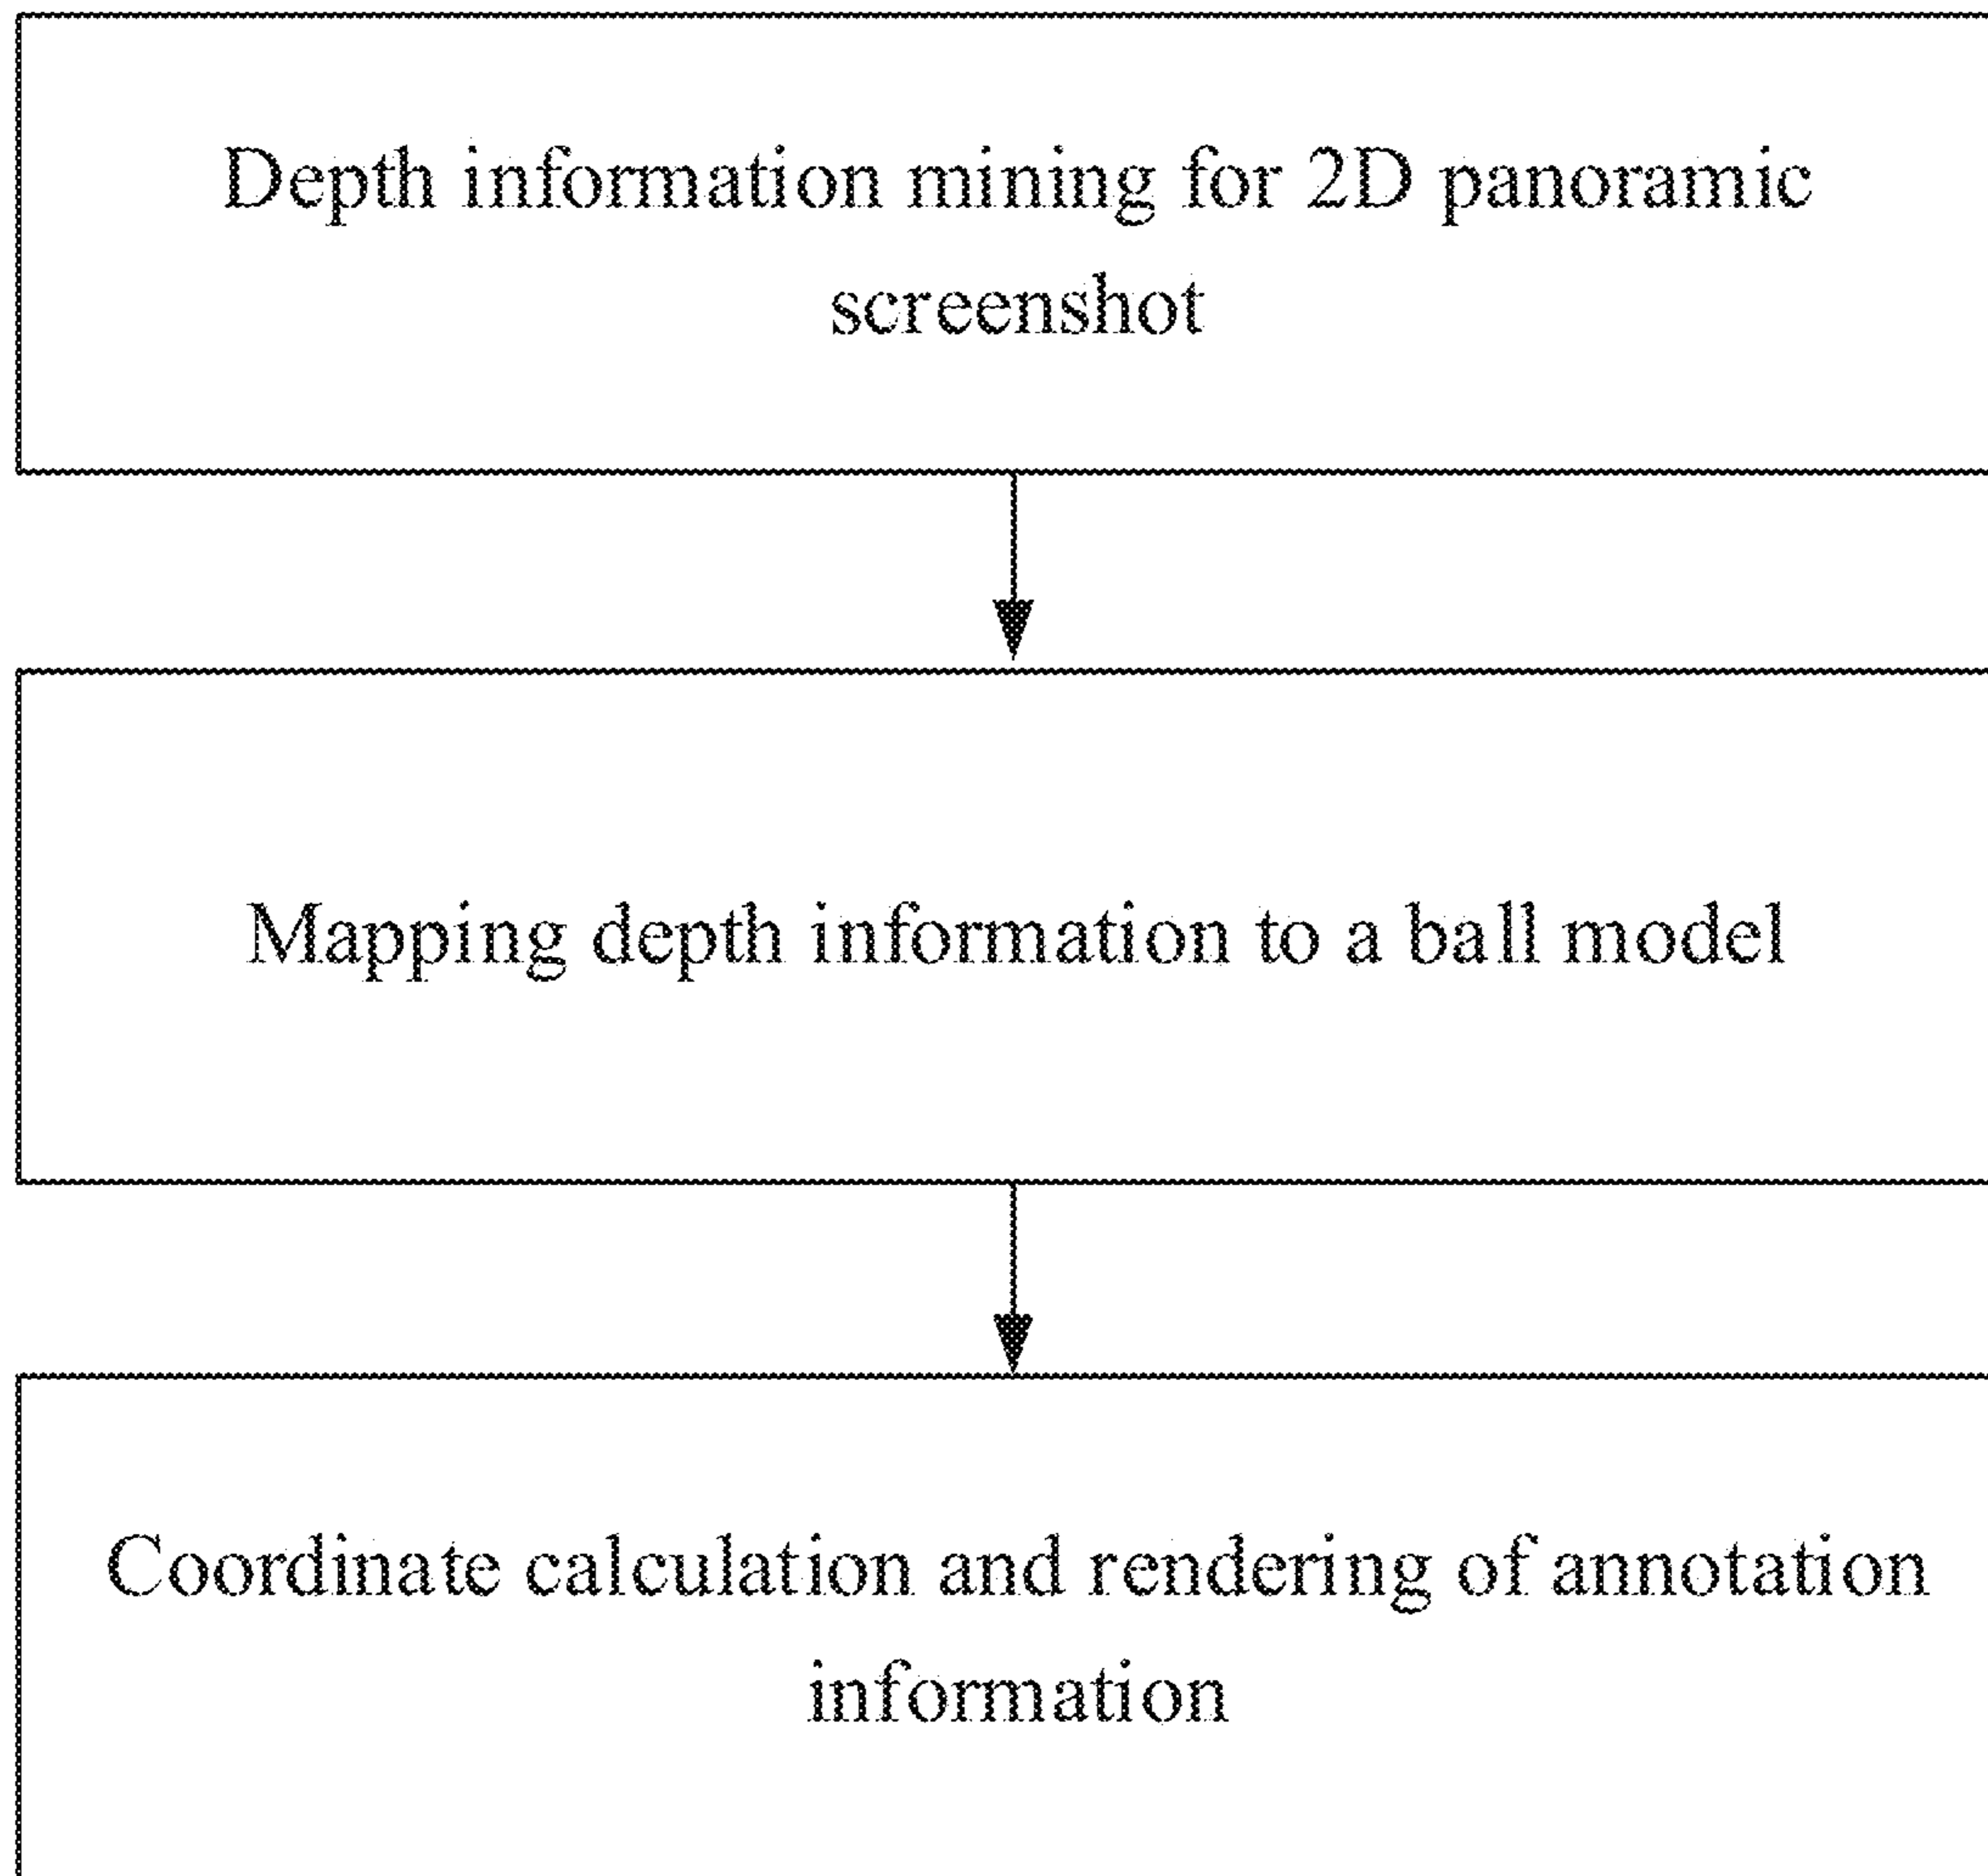 Depth information mining for 2D panoramic
screenshot
Mapping depth information to a ball model
Coordinate calculation and rendering of annotation
information